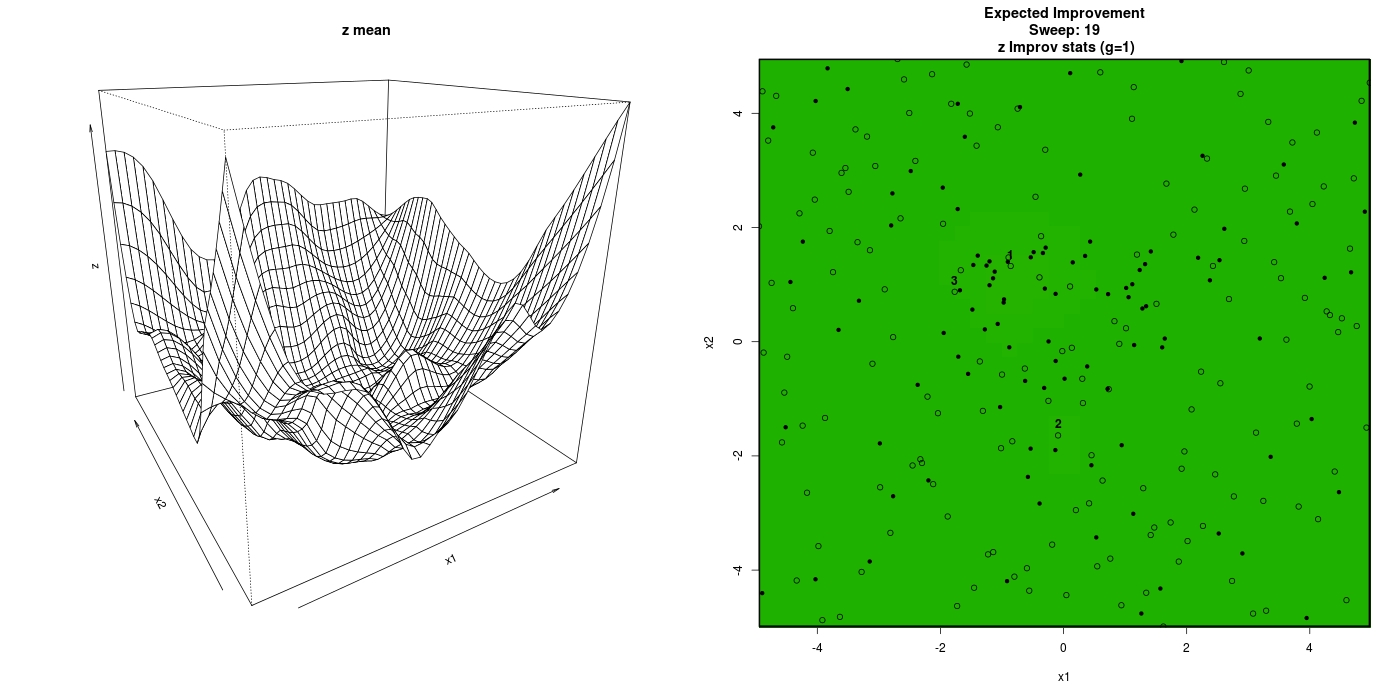 z mean
z
x2
x1
Expected Improvement
Sweep: 19
z Improv stats (g=1)
4
2
0
-2
-4
x2
1
3
2
-4
-2
0
2
4
x1